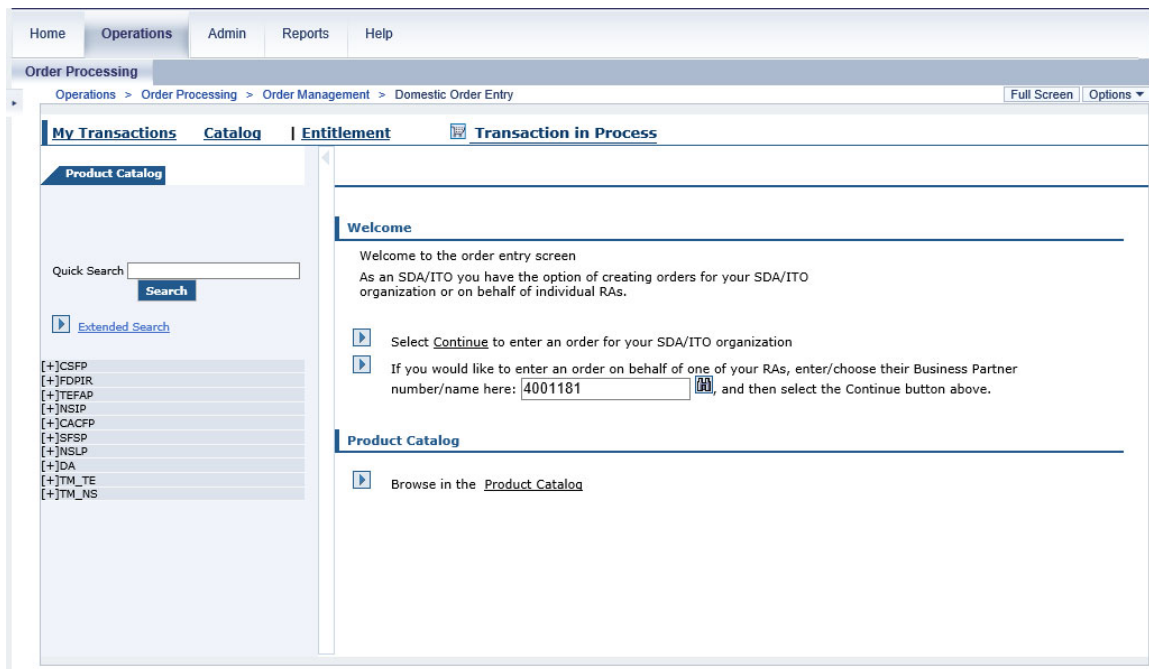 Home Operations Admin Reports Help
Order Processing
Operations > Order Processing > Order Management > Domestic Order Entry Full Screen Options
My Transactions Catalog | Entitlement Transaction in Process
Product Catalog
Quick Search
Search
Extended Search
[+]CSFP
[+]FDPIR
[+]TEFAP
[+]NSIP
[+]CACFP
[+]SFSP
[+]NSLP
[+]DA
[+]TM_TE
[+]TM_NS
Welcome
Welcome to the order entry screen
As an SDA/ITO you have the option of creating orders for your SDA/ITO
organization or on behalf of individual RAs.
Select Continue to enter an order for your SDA/ITO organization
If you would like to enter an order on behalf of one of your RAs, enter/choose their Business Partner
number/name here: 4001181 , and then select the Continue button above.
Product Catalog
Browse in the Product Catalog